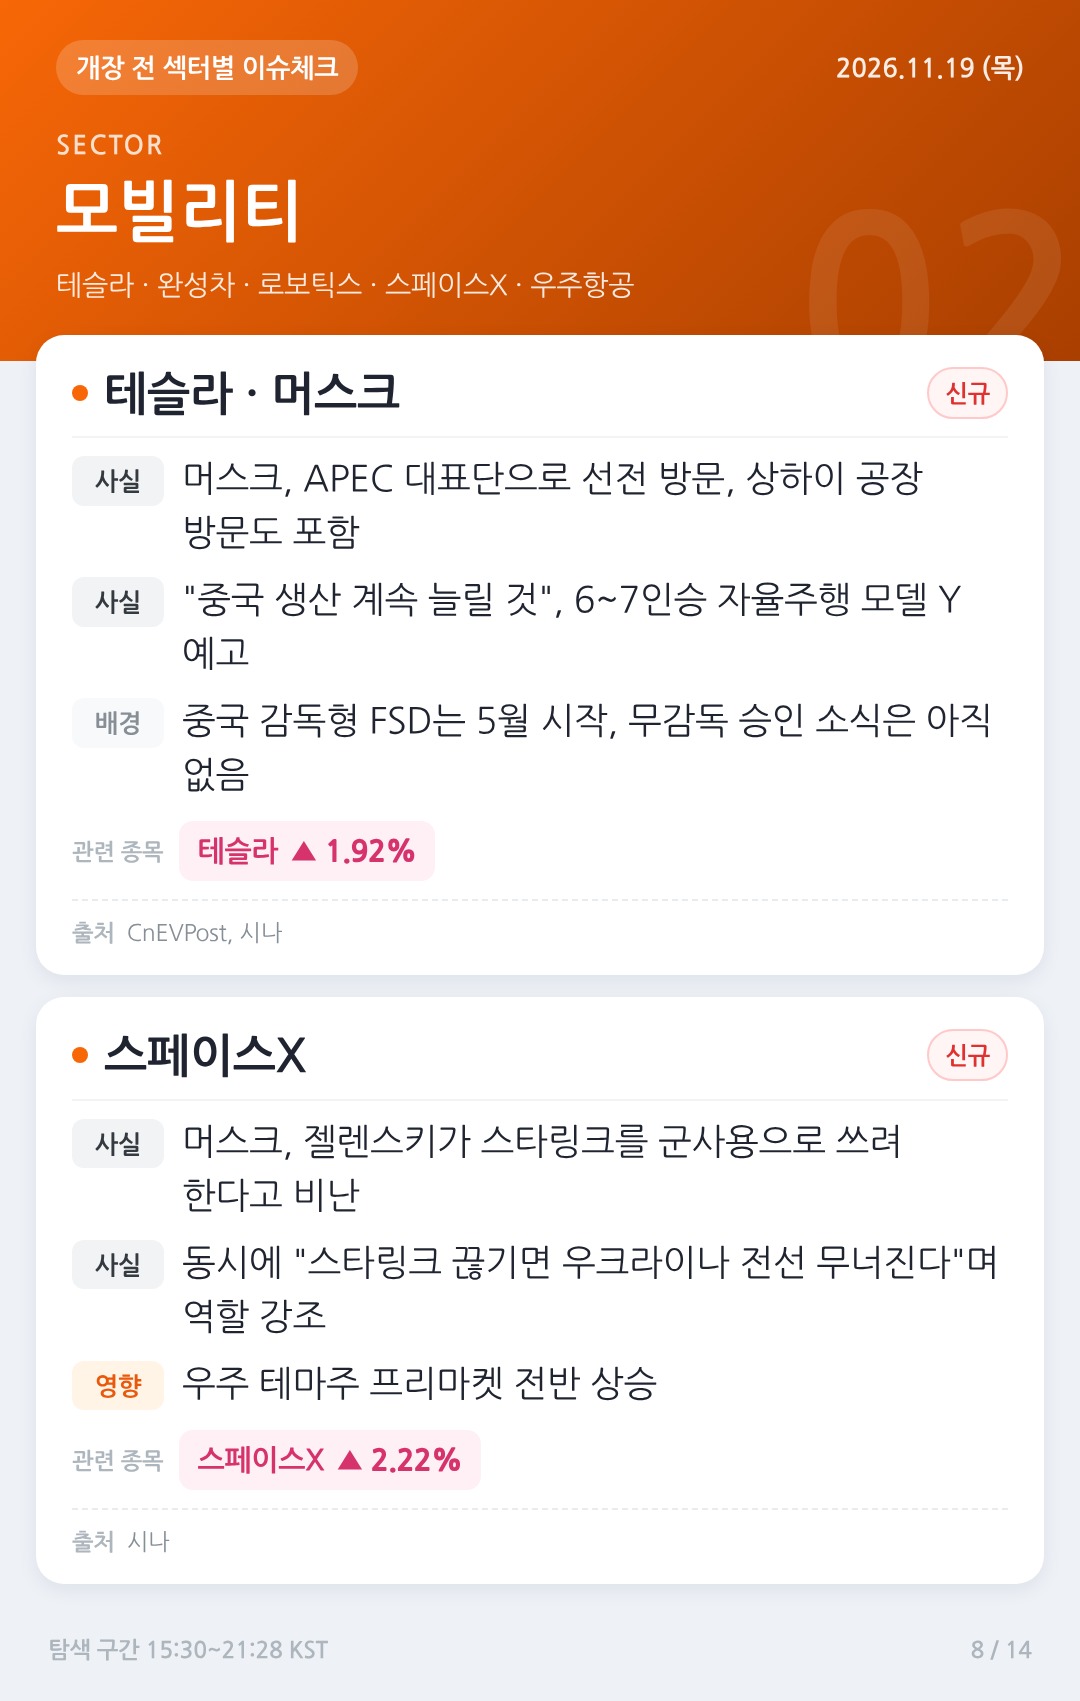 개장 전 섹터별 이슈체크
2026.11.19 (목)
SECTOR
모빌리티
테슬라 · 완성차 · 로보틱스 · 스페이스X · 우주항공
02
테슬라 · 머스크
신규
사실 머스크, APEC 대표단으로 선전 방문, 상하이 공장
방문도 포함
사실 "중국 생산 계속 늘릴 것", 6~7인승 자율주행 모델 Y
예고
배경 중국 감독형 FSD는 5월 시작, 무감독 승인 소식은 아직
없음
관련 종목 테슬라 ▲ 1.92%
출처 CnEVPost, 시나
스페이스X
신규
사실 머스크, 젤렌스키가 스타링크를 군사용으로 쓰려
한다고 비난
사실 동시에 "스타링크 끊기면 우크라이나 전선 무너진다"며
역할 강조
영향 우주 테마주 프리마켓 전반 상승
관련 종목 스페이스X ▲ 2.22%
출처 시나
탐색 구간 15:30~21:28 KST
8 / 14